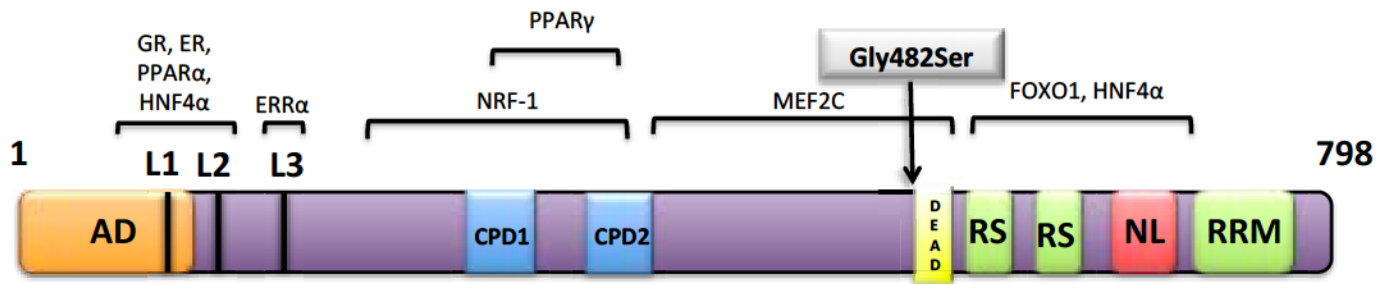 PPARγ
GR, ER,
PPARα,
HNF4α
Gly482Ser
ERRα
NRF-1
MEF2C
FOXO1, HNF4α
1
L1
L2
L3
798
AD
CPD1
CPD2
D
E
A
D
RS
RS
NL
RRM